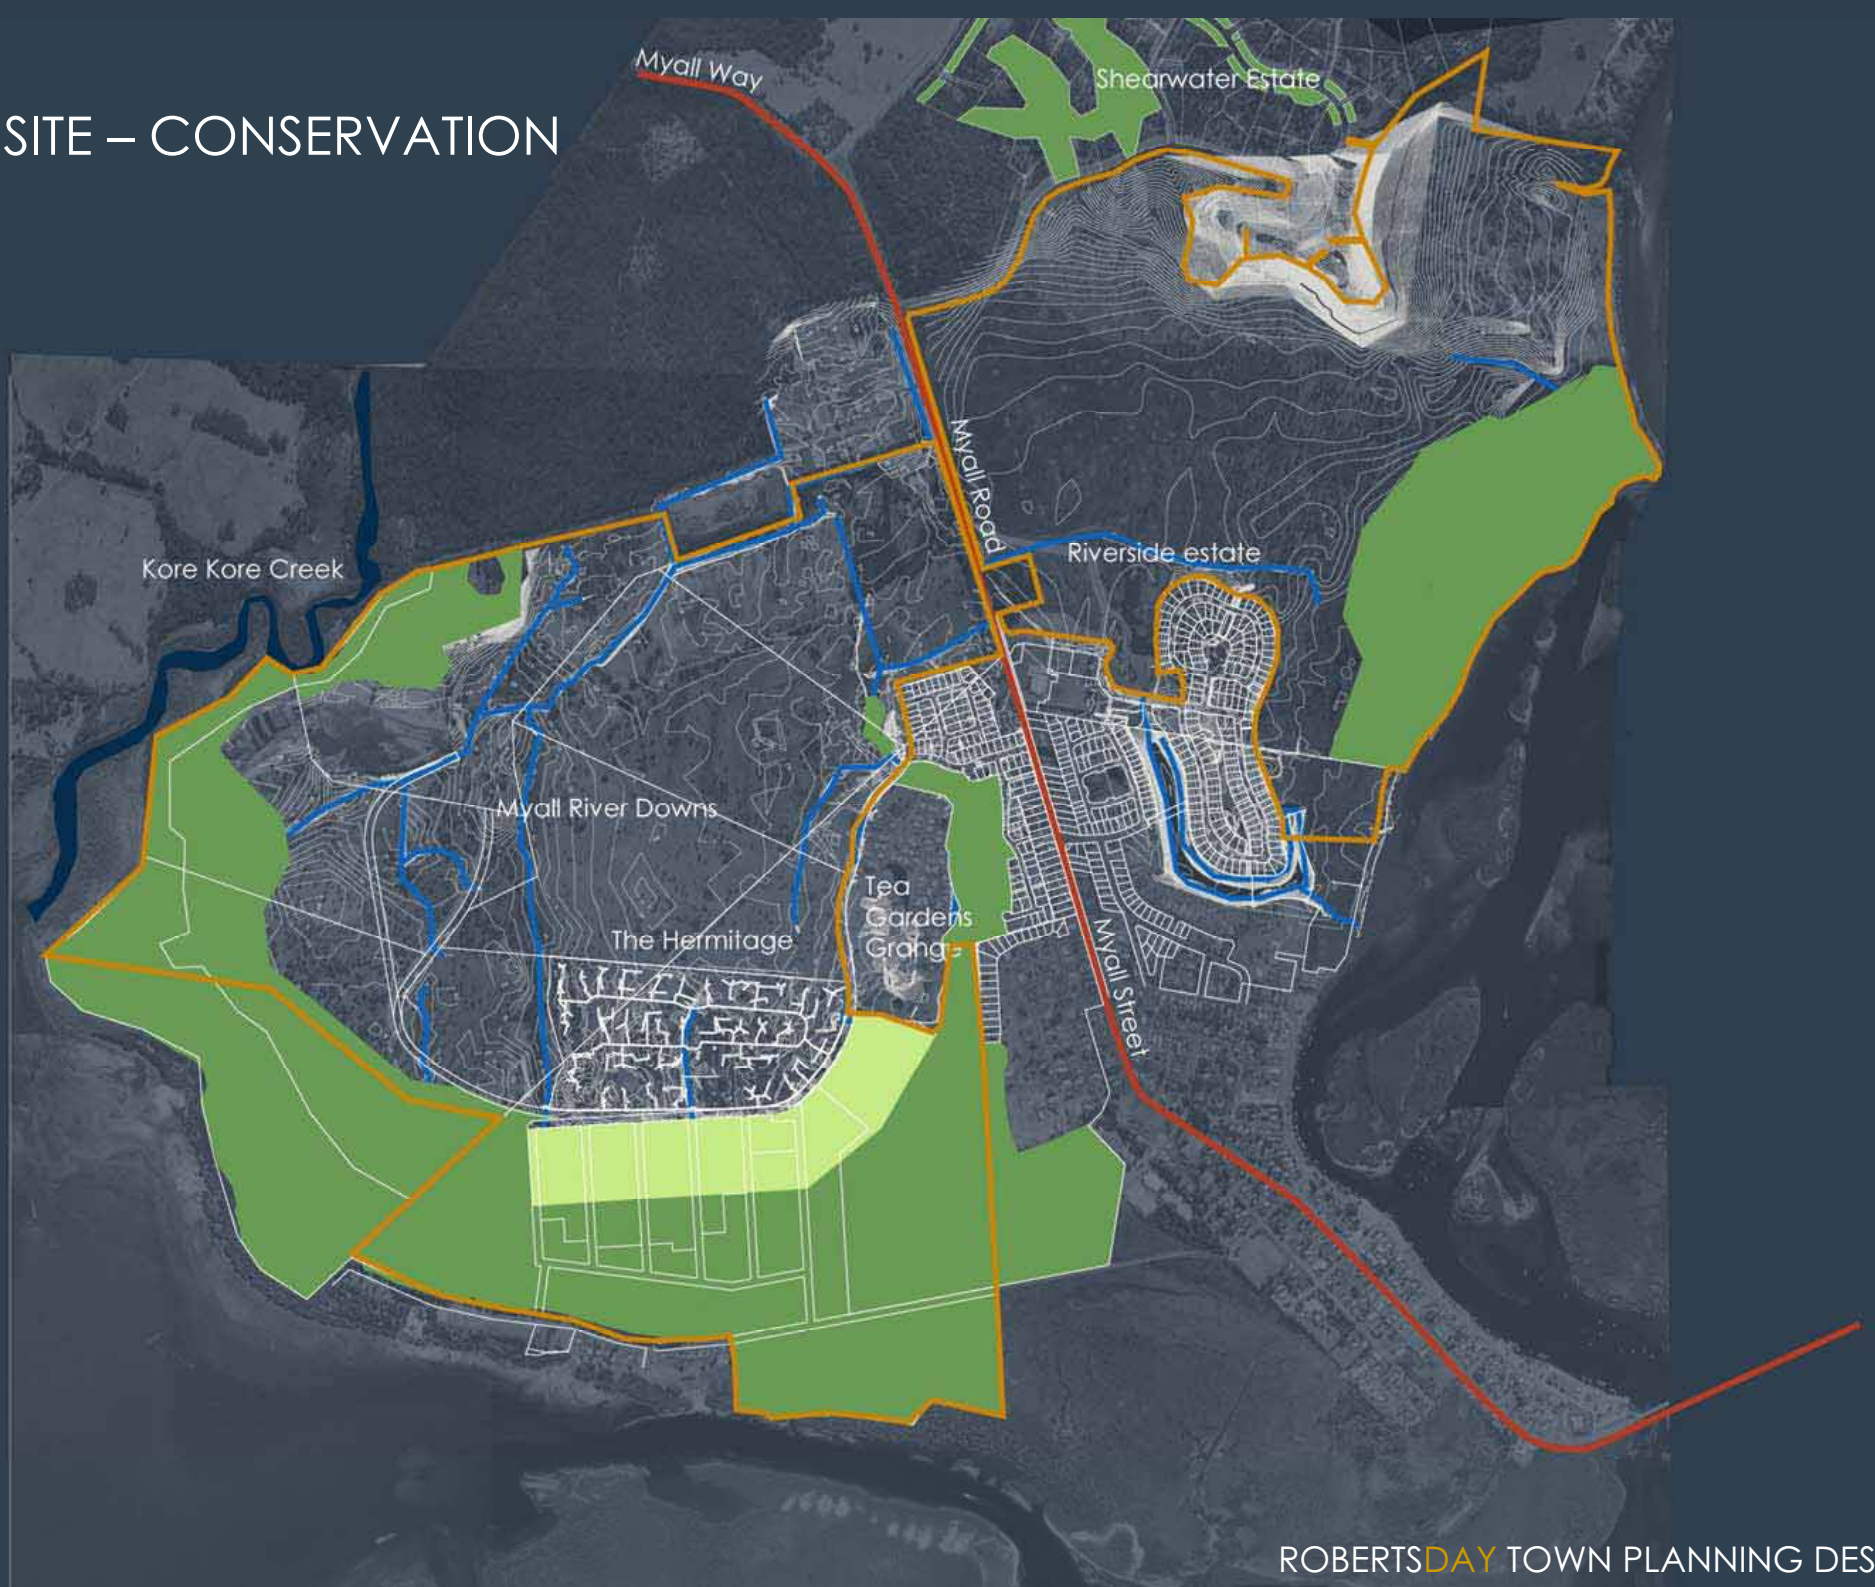 SITE – CONSERVATION
Myall Way
Shearwater Estate
Myall Road
Kore Kore Creek
Riverside estate
Myall River Downs
Tea
Gardens
Grange
The Hermitage
Myall Street
ROBERTSDAY TOWN PLANNING DES